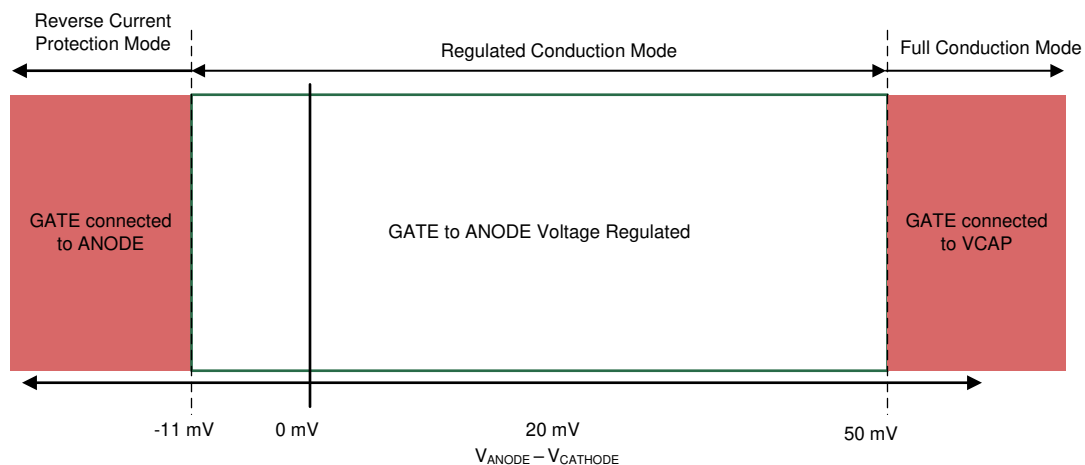 Reverse Current
Protection Mode
Regulated Conduction Mode
Full Conduction Mode
GATE connected
to ANODE
GATE to ANODE Voltage Regulated
GATE connected
to VCAP
-11 mV
0 mV
20 mV
50 mV
VANODE – VCATHODE